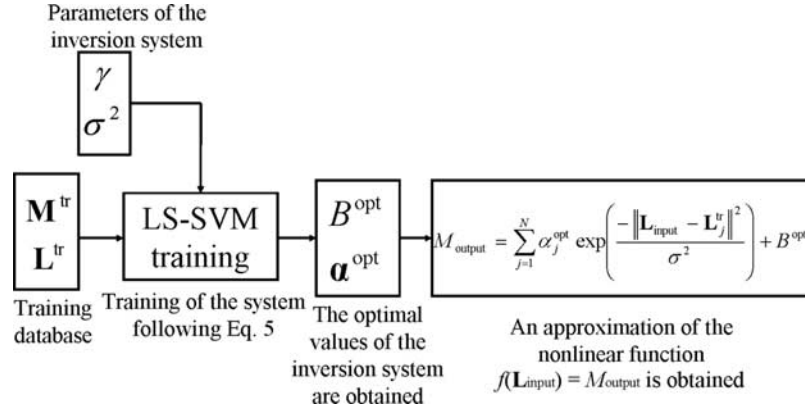 Parameters of the
inversion system
γ
σ²
M^tr
L^tr
Training
database
LS-SVM
training
Training of the system
following Eq. 5
B^opt
α^opt
The optimal
values of the
inversion system
are obtained
M_output = ∑_{j=1}^{N} α_j^opt exp(−‖L_input − L_j^tr‖² / σ²) + B^opt
An approximation of the
nonlinear function
f(L_input) = M_output is obtained